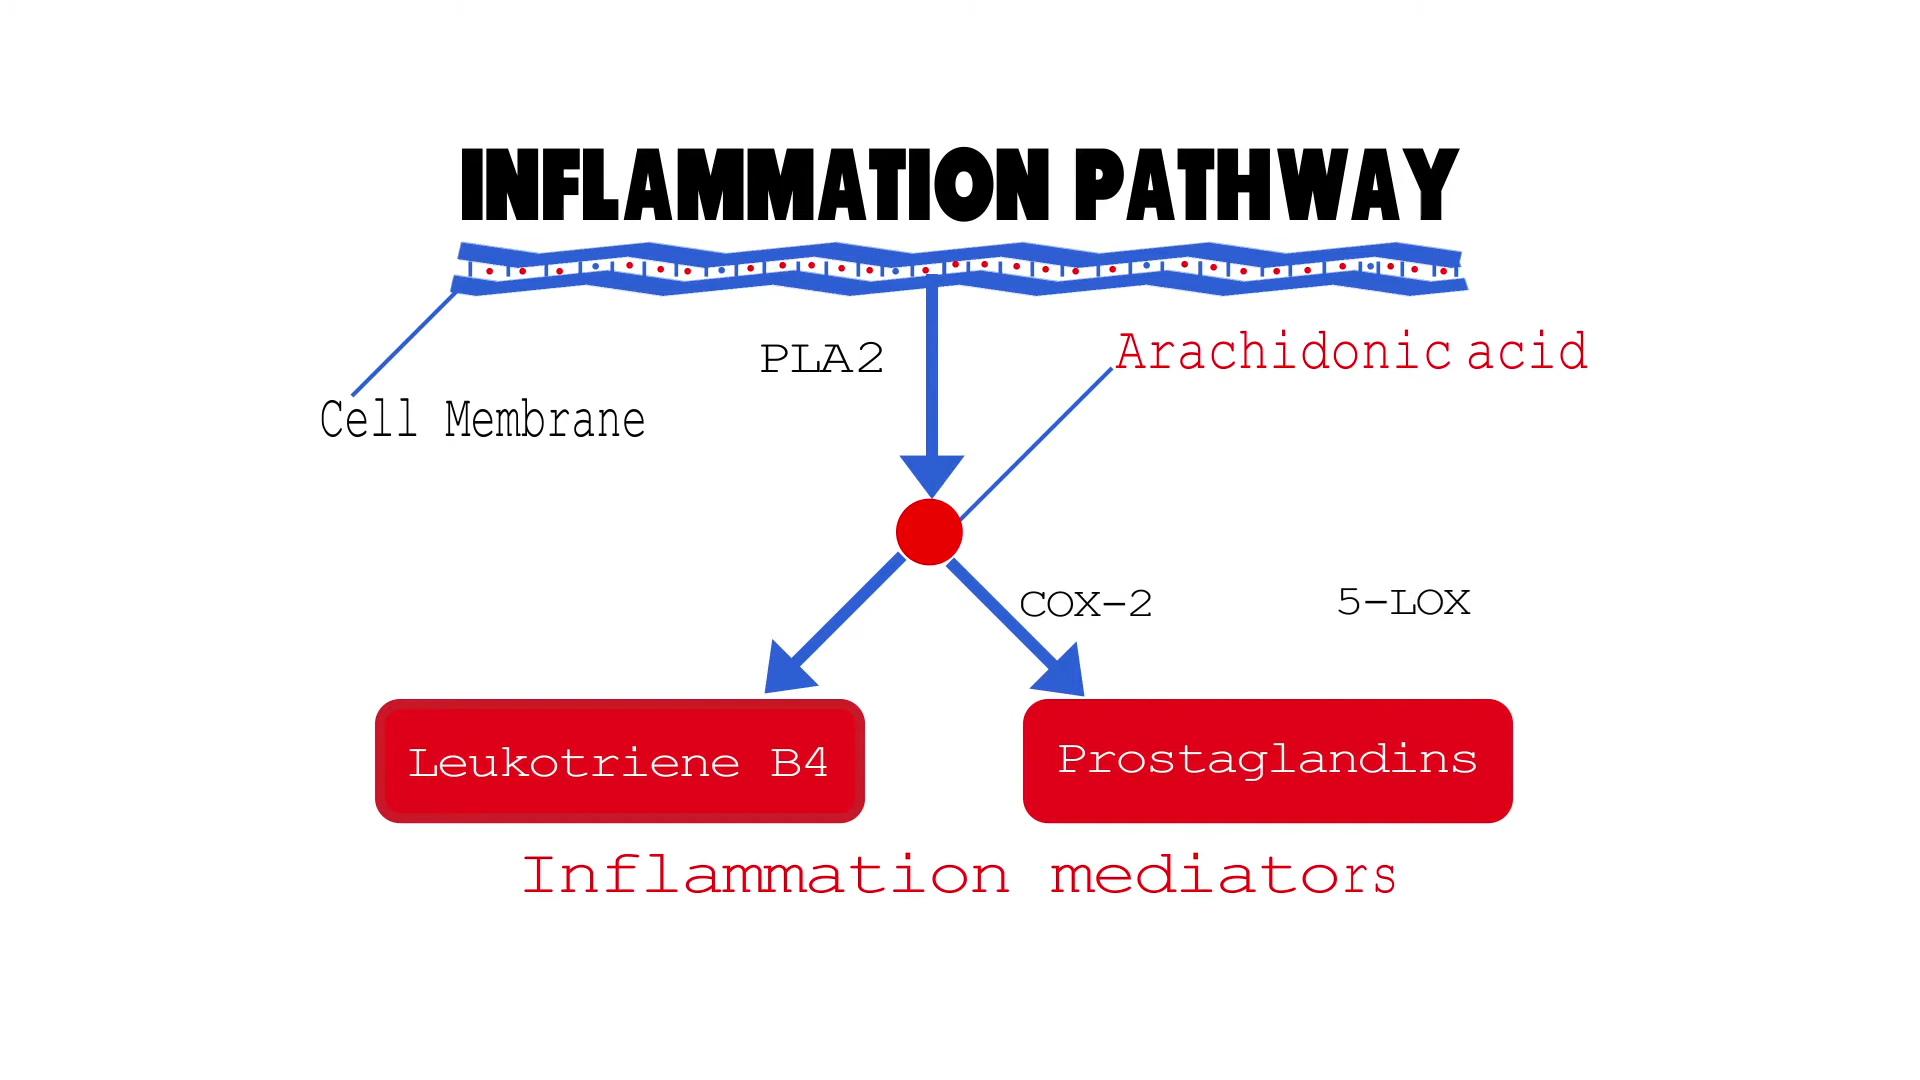 INFLAMMATION PATHWAY
PLA2
Arachidonic acid
Cell Membrane
COX-2
5-LOX
Leukotriene B4
Prostaglandins
Inflammation mediators